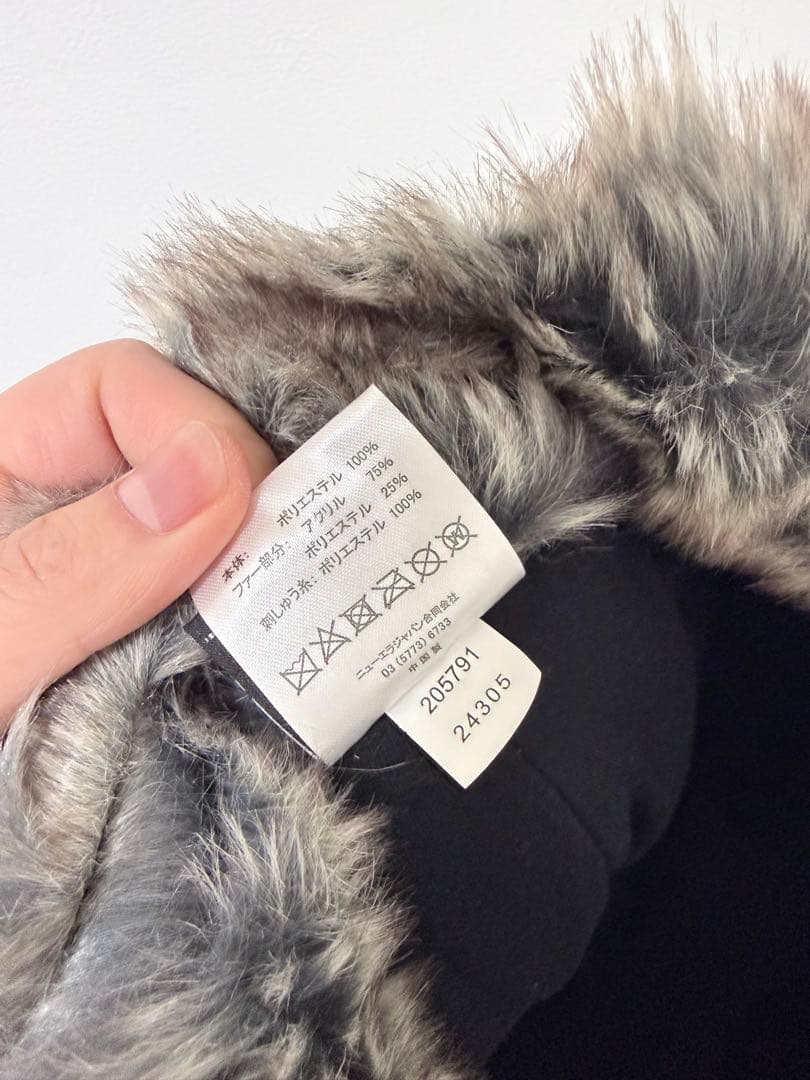 本体: ポリエステル 100%
ファー部分: アクリル 75%
ポリエステル 25%
刺しゅう糸: ポリエステル 100%
ニューエラジャパン合同会社
03 (5773) 6733
中国製
205791
24305